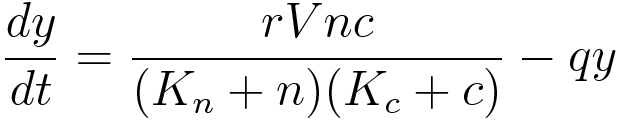 dy/dt = rVnc/((K_n + n)(K_c + c)) − qy